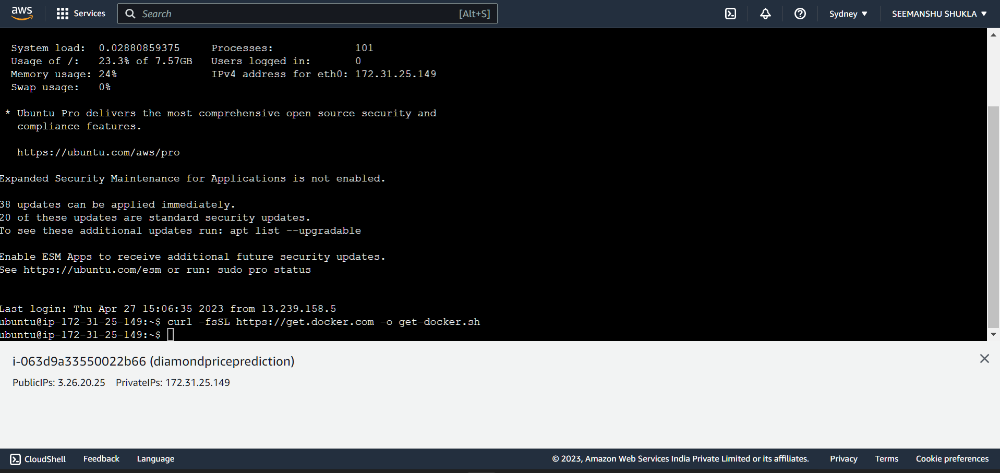 aws Services Search [Alt+S] Sydney ▼ SEEMANSHU SHUKLA ▼
System load: 0.02880859375 Processes: 101
Usage of /: 23.3% of 7.57GB Users logged in: 0
Memory usage: 24% IPv4 address for eth0: 172.31.25.149
Swap usage: 0%
* Ubuntu Pro delivers the most comprehensive open source security and
compliance features.
https://ubuntu.com/aws/pro
Expanded Security Maintenance for Applications is not enabled.
38 updates can be applied immediately.
20 of these updates are standard security updates.
To see these additional updates run: apt list --upgradable
Enable ESM Apps to receive additional future security updates.
See https://ubuntu.com/esm or run: sudo pro status
Last login: Thu Apr 27 15:06:35 2023 from 13.239.158.5
ubuntu@ip-172-31-25-149:~$ curl -fsSL https://get.docker.com -o get-docker.sh
ubuntu@ip-172-31-25-149:~$
i-063d9a33550022b66 (diamondpriceprediction)
PublicIPs: 3.26.20.25 PrivateIPs: 172.31.25.149
CloudShell Feedback Language © 2023, Amazon Web Services India Private Limited or its affiliates. Privacy Terms Cookie preferences